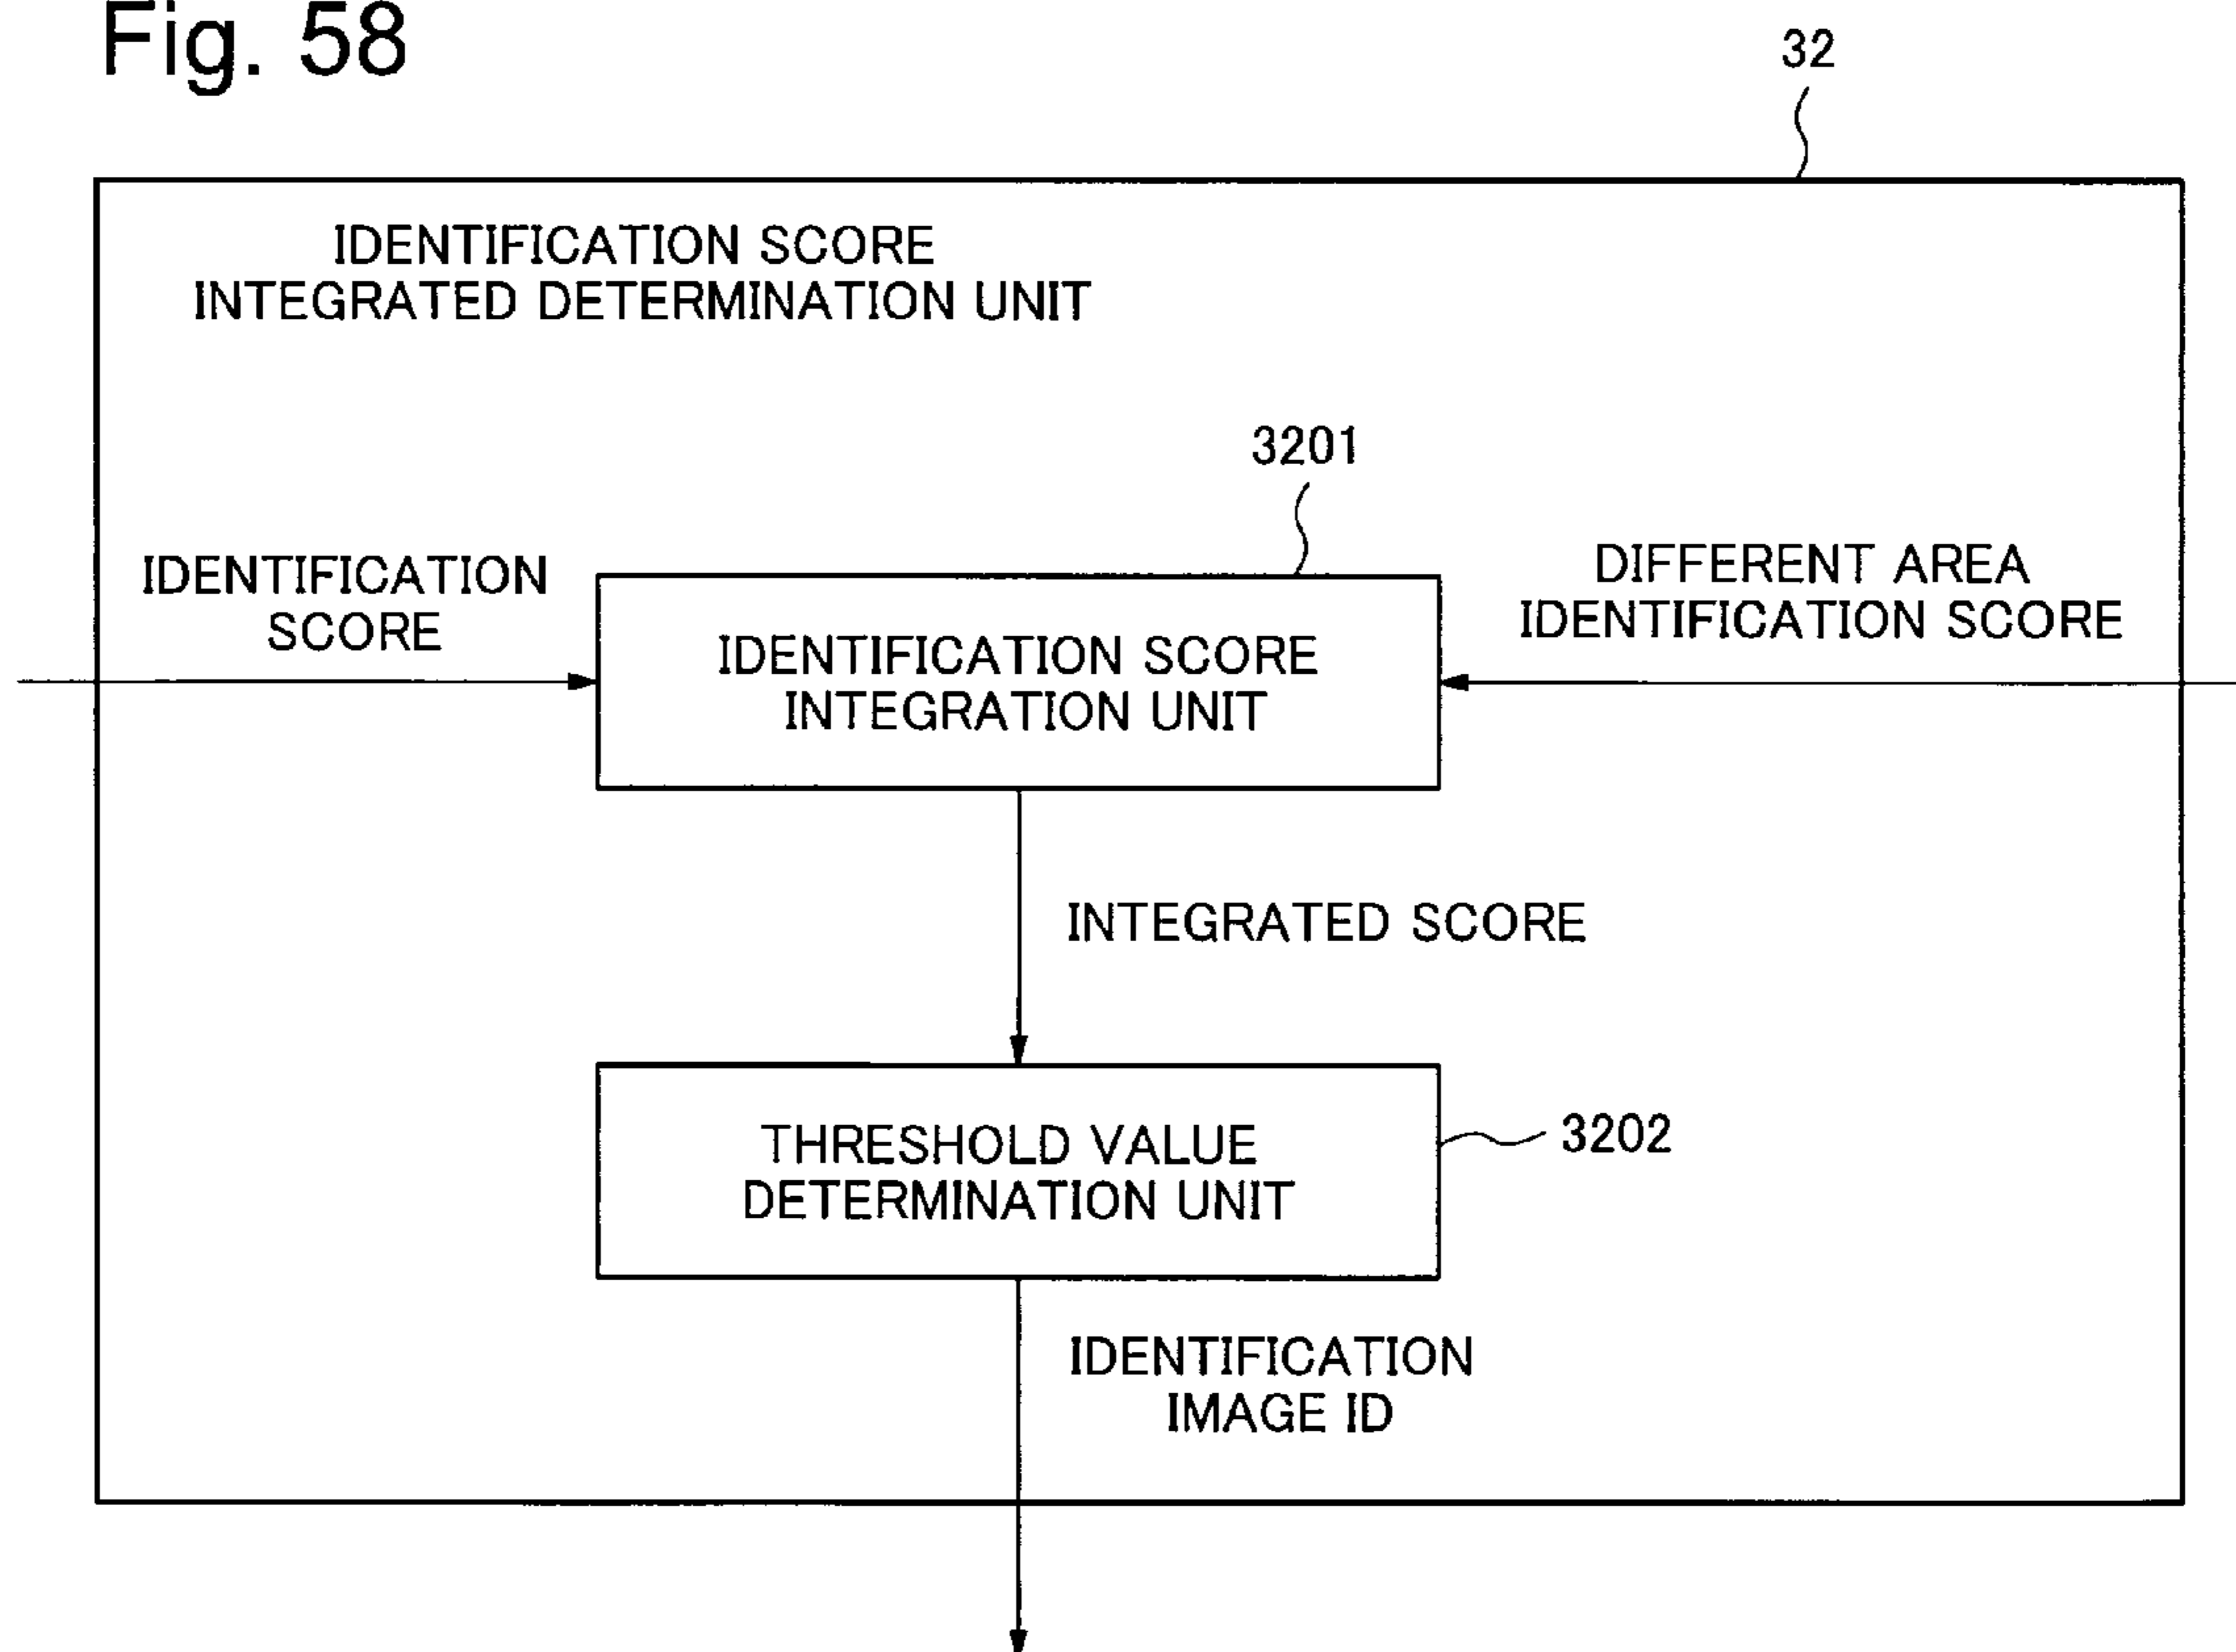 Fig. 58
32
IDENTIFICATION SCORE
INTEGRATED DETERMINATION UNIT
3201
IDENTIFICATION
SCORE
IDENTIFICATION SCORE
INTEGRATION UNIT
DIFFERENT AREA
IDENTIFICATION SCORE
INTEGRATED SCORE
THRESHOLD VALUE
DETERMINATION UNIT
3202
IDENTIFICATION
IMAGE ID